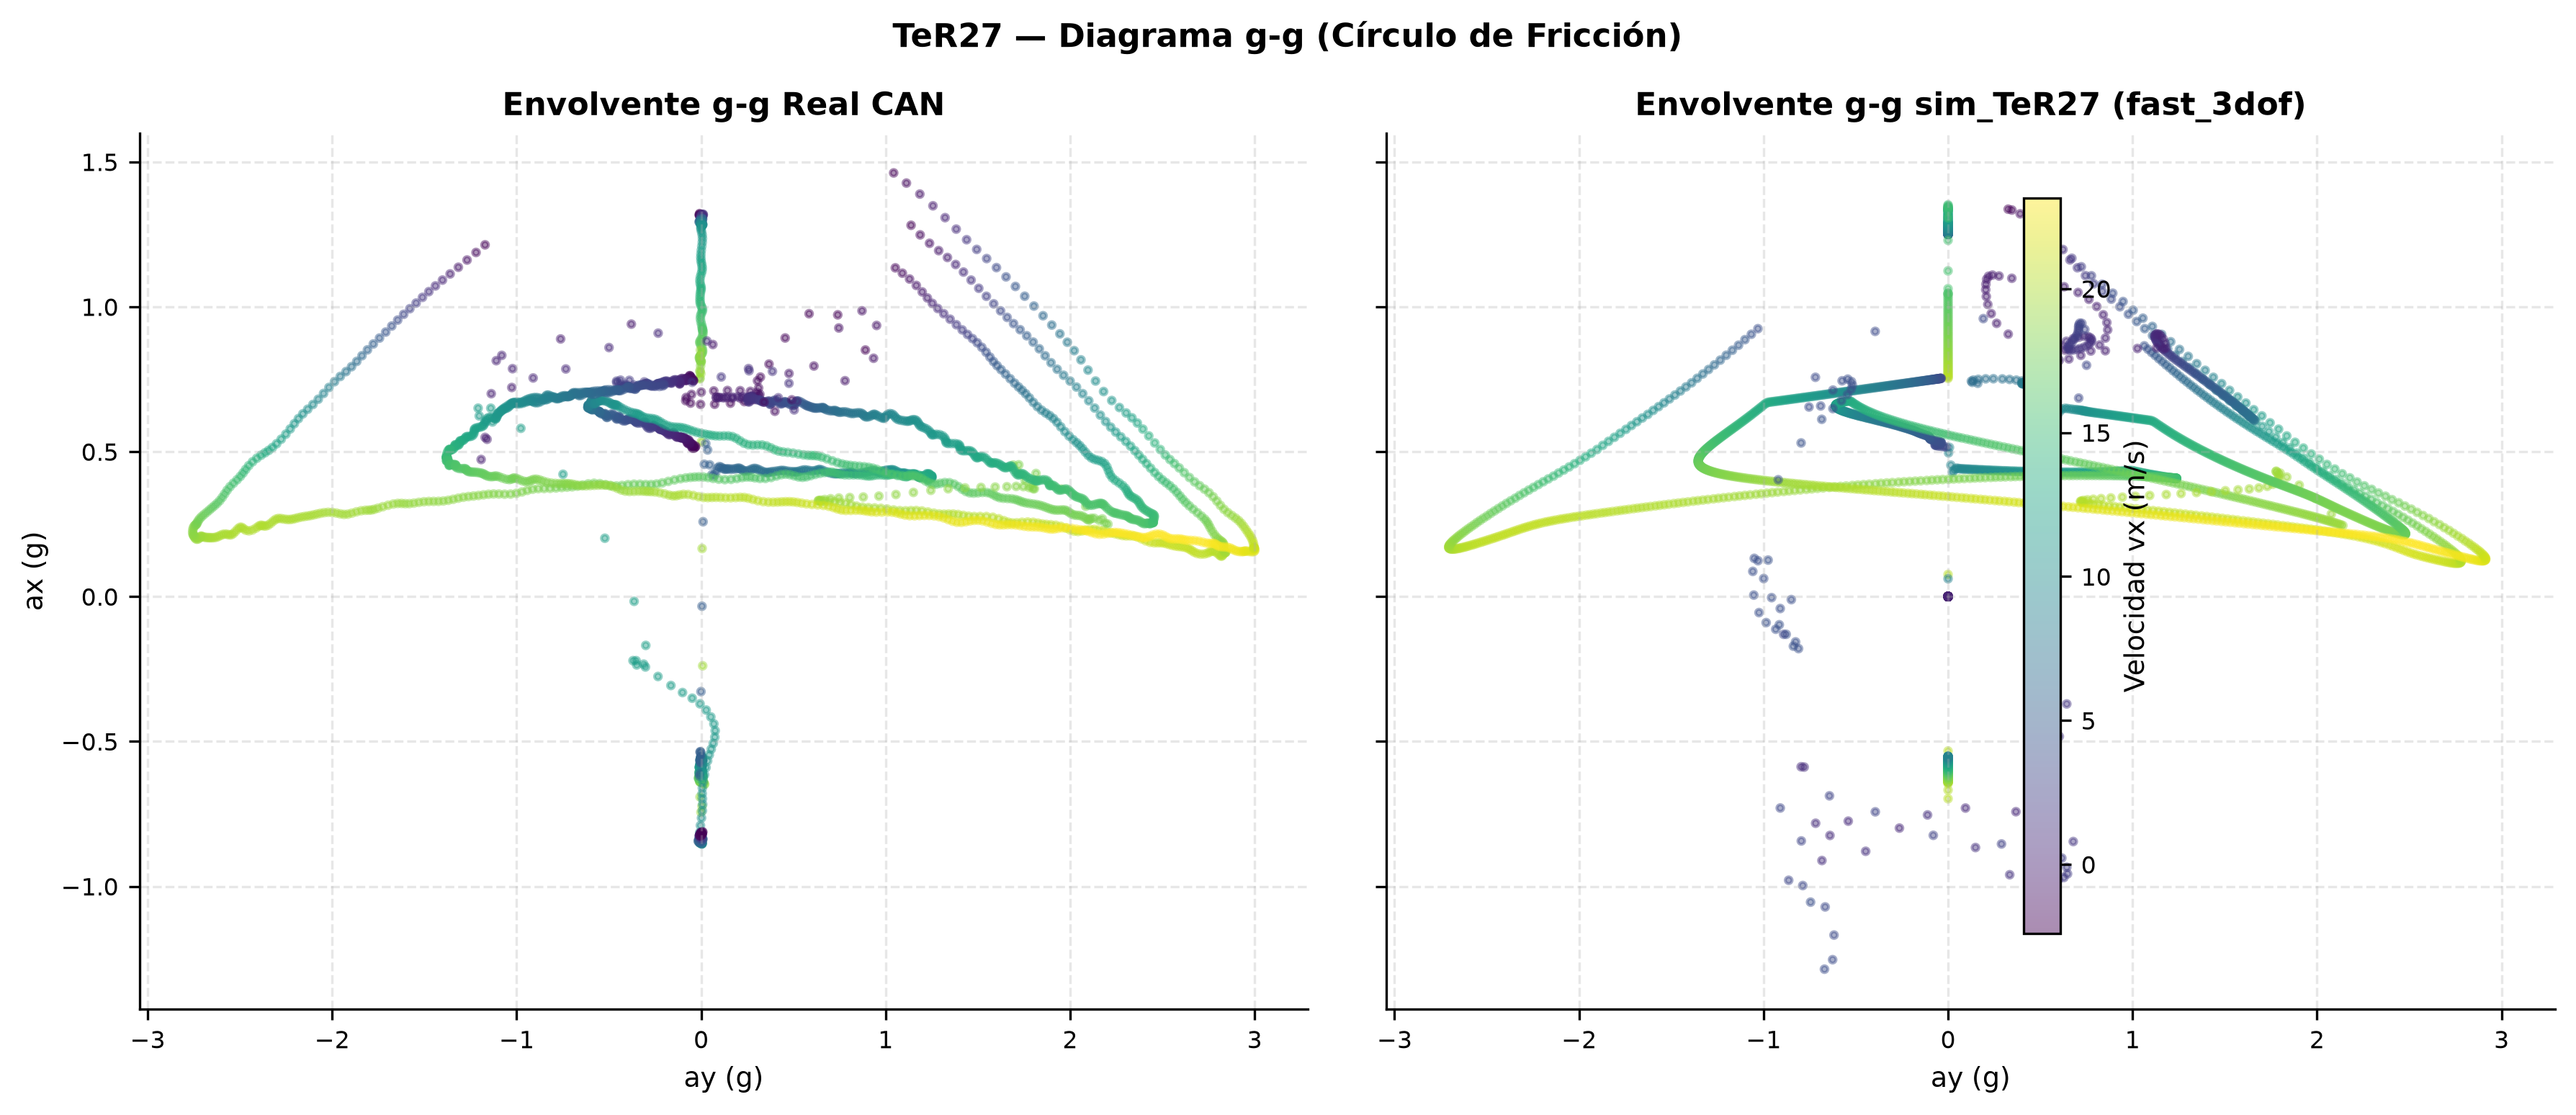 TeR27 — Diagrama g-g (Círculo de Fricción)
Envolvente g-g Real CAN
1.5
1.0
0.5
0.0
−0.5
−1.0
ax (g)
−3 −2 −1 0 1 2 3
ay (g)
Envolvente g-g sim_TeR27 (fast_3dof)
20
15
10
5
0
Velocidad vx (m/s)
−3 −2 −1 0 1 2 3
ay (g)